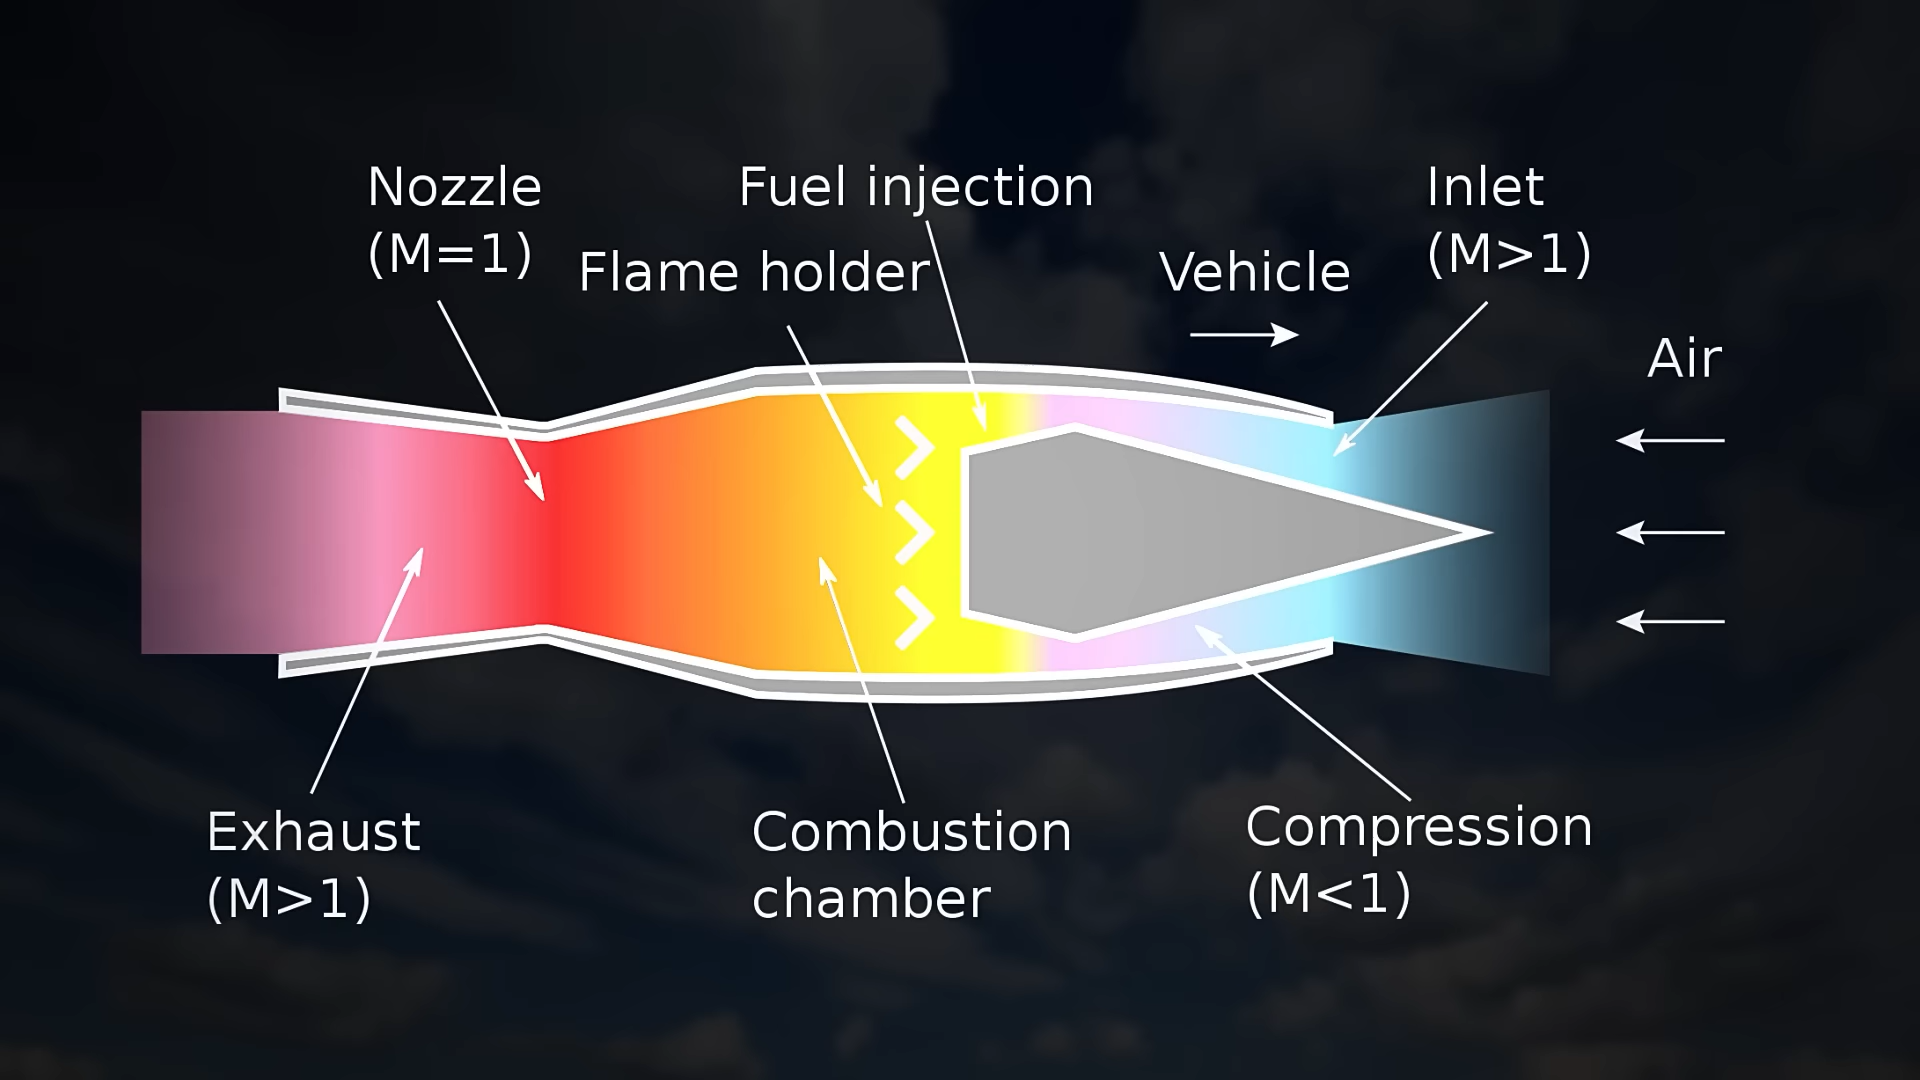 Nozzle
(M=1)
Fuel injection
Flame holder
Vehicle
Inlet
(M>1)
Air
Exhaust
(M>1)
Combustion
chamber
Compression
(M<1)